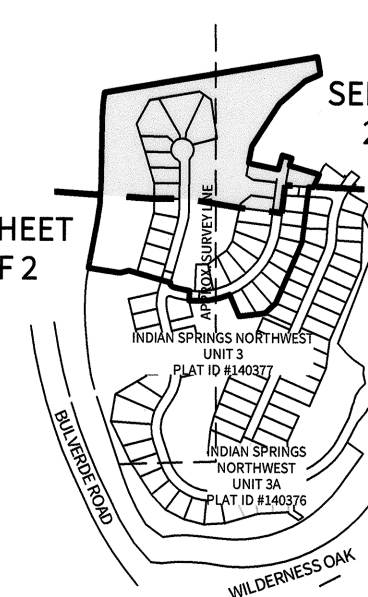 SE
2
HEET
F 2
APPROX. SURVEY LINE
INDIAN SPRINGS NORTHWEST
UNIT 3
PLAT ID #140377
INDIAN SPRINGS
NORTHWEST
UNIT 3A
PLAT ID #140376
BULVERDE ROAD
WILDERNESS OAK